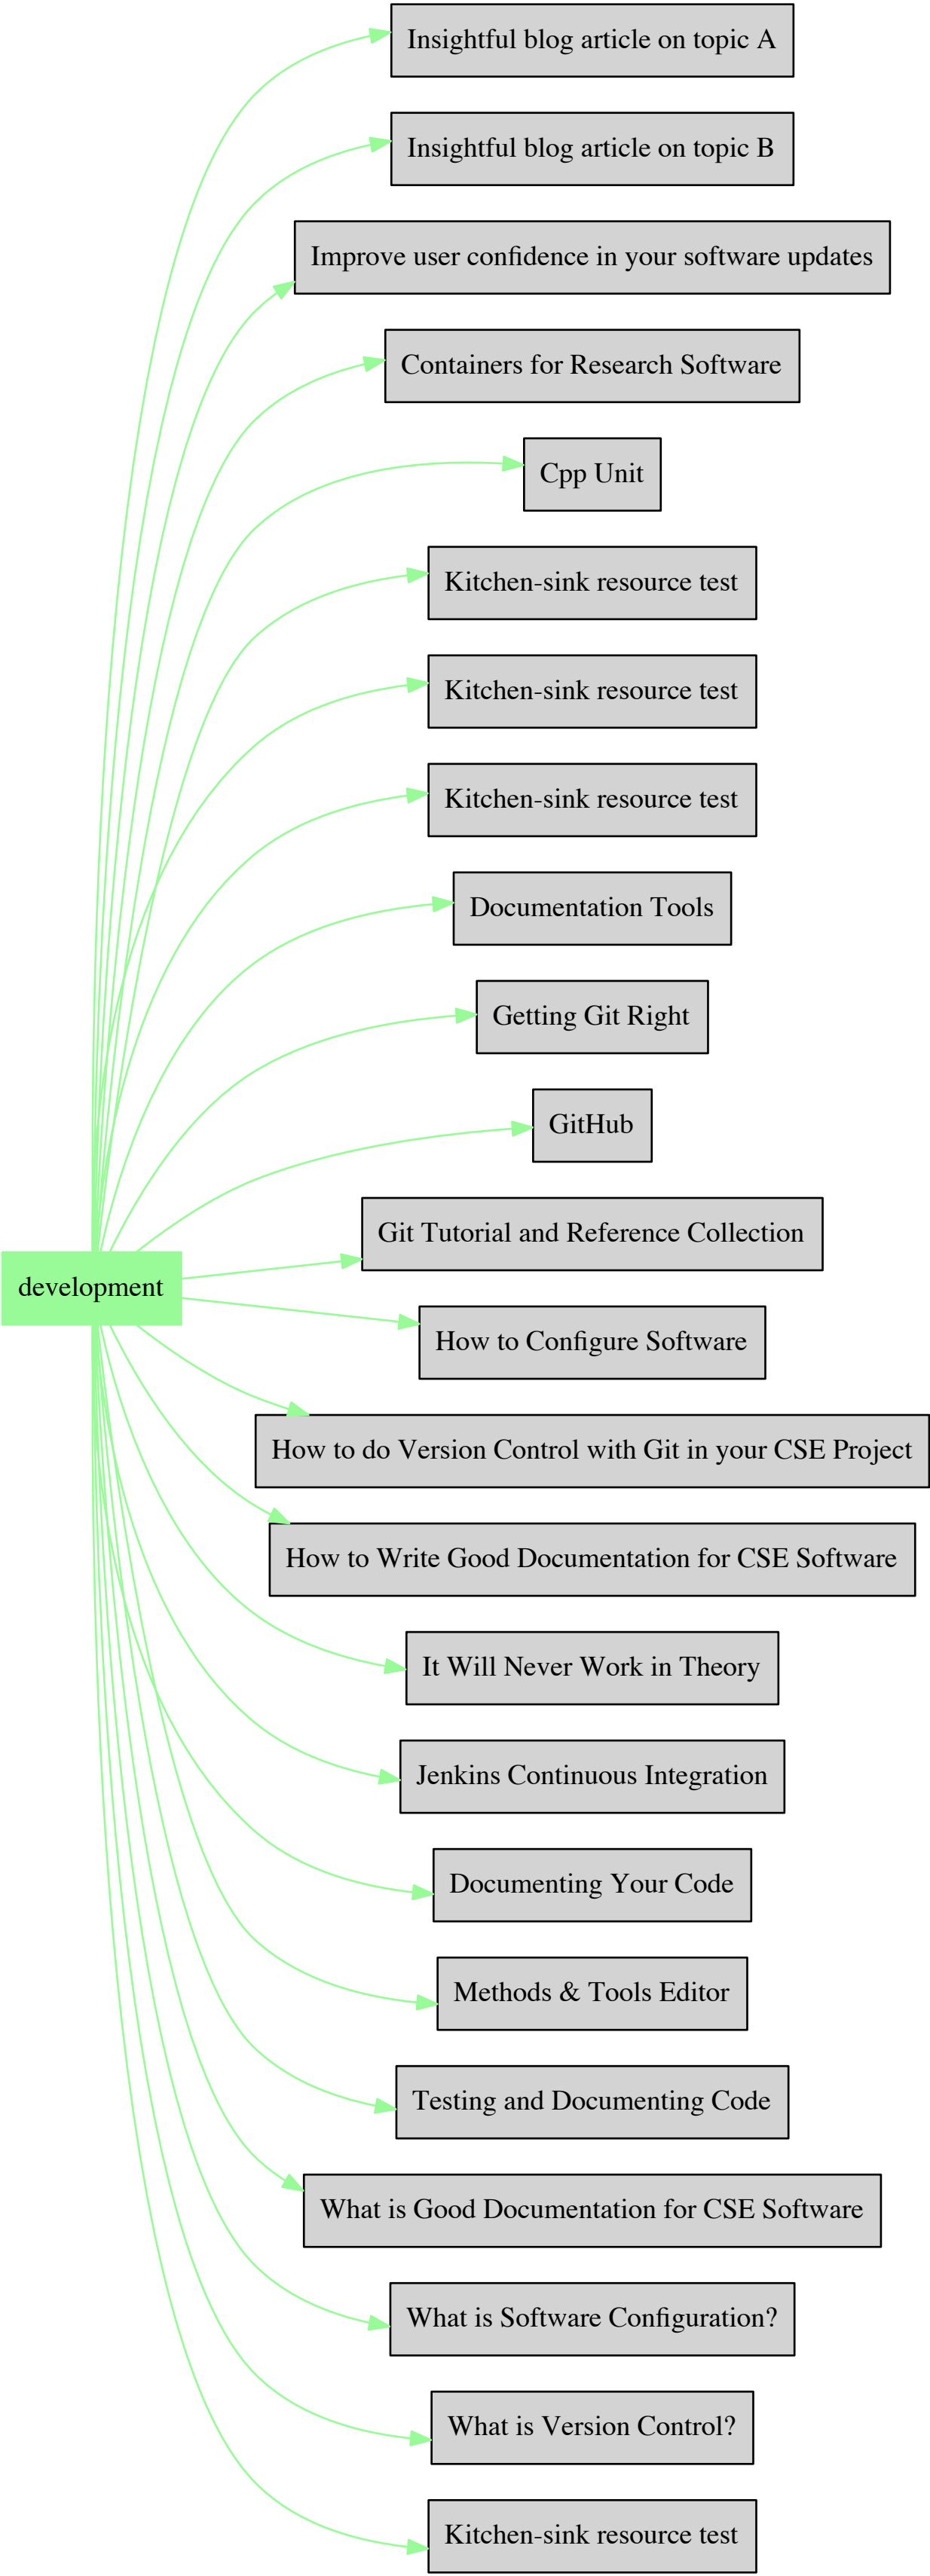 Insightful blog article on topic A
Insightful blog article on topic B
Improve user confidence in your software updates
Containers for Research Software
Cpp Unit
Kitchen-sink resource test
Kitchen-sink resource test
Kitchen-sink resource test
Documentation Tools
Getting Git Right
GitHub
Git Tutorial and Reference Collection
development
How to Configure Software
How to do Version Control with Git in your CSE Project
How to Write Good Documentation for CSE Software
It Will Never Work in Theory
Jenkins Continuous Integration
Documenting Your Code
Methods & Tools Editor
Testing and Documenting Code
What is Good Documentation for CSE Software
What is Software Configuration?
What is Version Control?
Kitchen-sink resource test